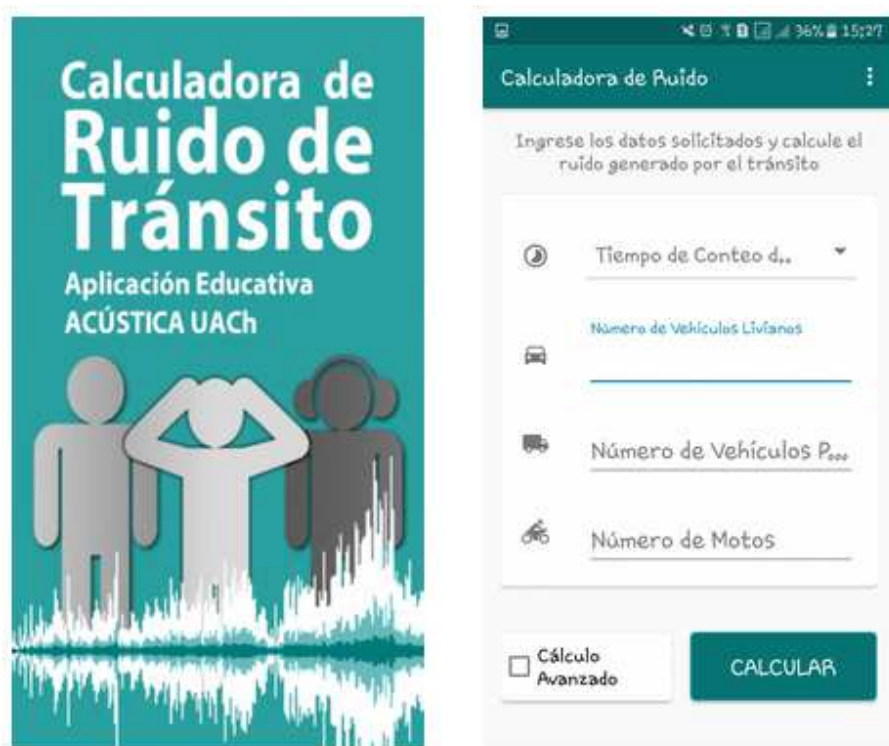 Calculadora de
Ruido de
Tránsito
Aplicación Educativa
ACÚSTICA UACh
36% 15:27
Calculadora de Ruido
Ingrese los datos solicitados y calcule el
ruido generado por el tránsito
Tiempo de Conteo d...
Número de Vehículos Livianos
Número de Vehículos P...
Número de Motos
Cálculo
Avanzado
CALCULAR